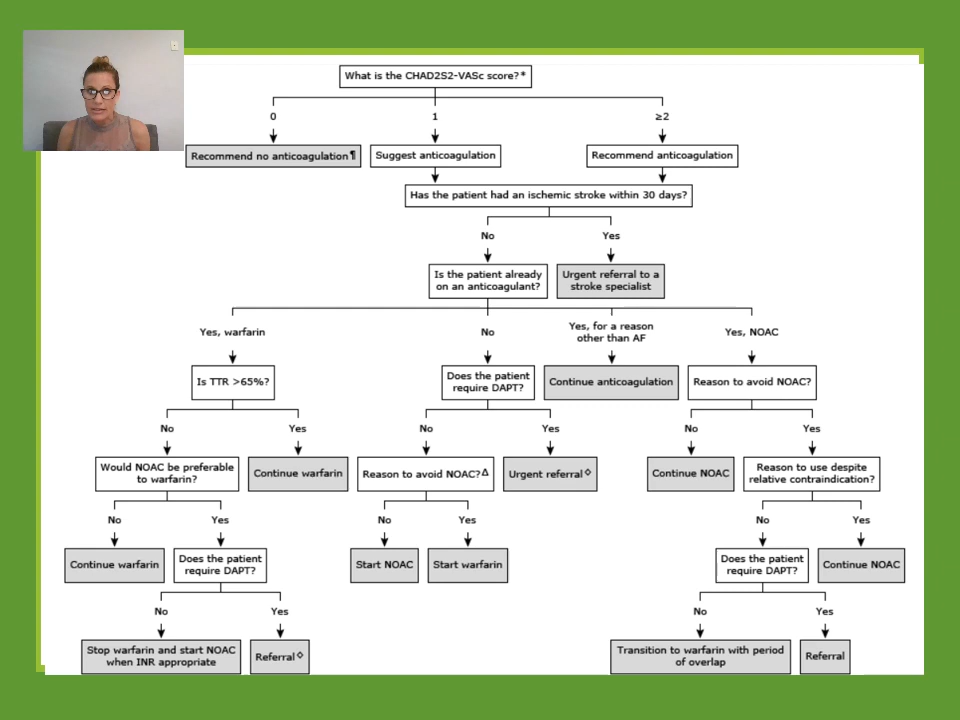 What is the CHAD2S2-VASc score?*
0
1
≥2
Recommend no anticoagulation¶
Suggest anticoagulation
Recommend anticoagulation
Has the patient had an ischemic stroke within 30 days?
No
Yes
Is the patient already
on an anticoagulant?
Urgent referral to a
stroke specialist
Yes, warfarin
No
Yes, for a reason
other than AF
Yes, NOAC
Is TTR >65%?
Does the patient
require DAPT?
Continue anticoagulation
Reason to avoid NOAC?
No
Yes
No
Yes
No
Yes
Would NOAC be preferable
to warfarin?
Continue warfarin
Reason to avoid NOAC?Δ
Urgent referral◇
Continue NOAC
Reason to use despite
relative contraindication?
No
Yes
No
Yes
No
Yes
Continue warfarin
Does the patient
require DAPT?
Start NOAC
Start warfarin
Does the patient
require DAPT?
Continue NOAC
No
Yes
No
Yes
Stop warfarin and start NOAC
when INR appropriate
Referral◇
Transition to warfarin with period
of overlap
Referral